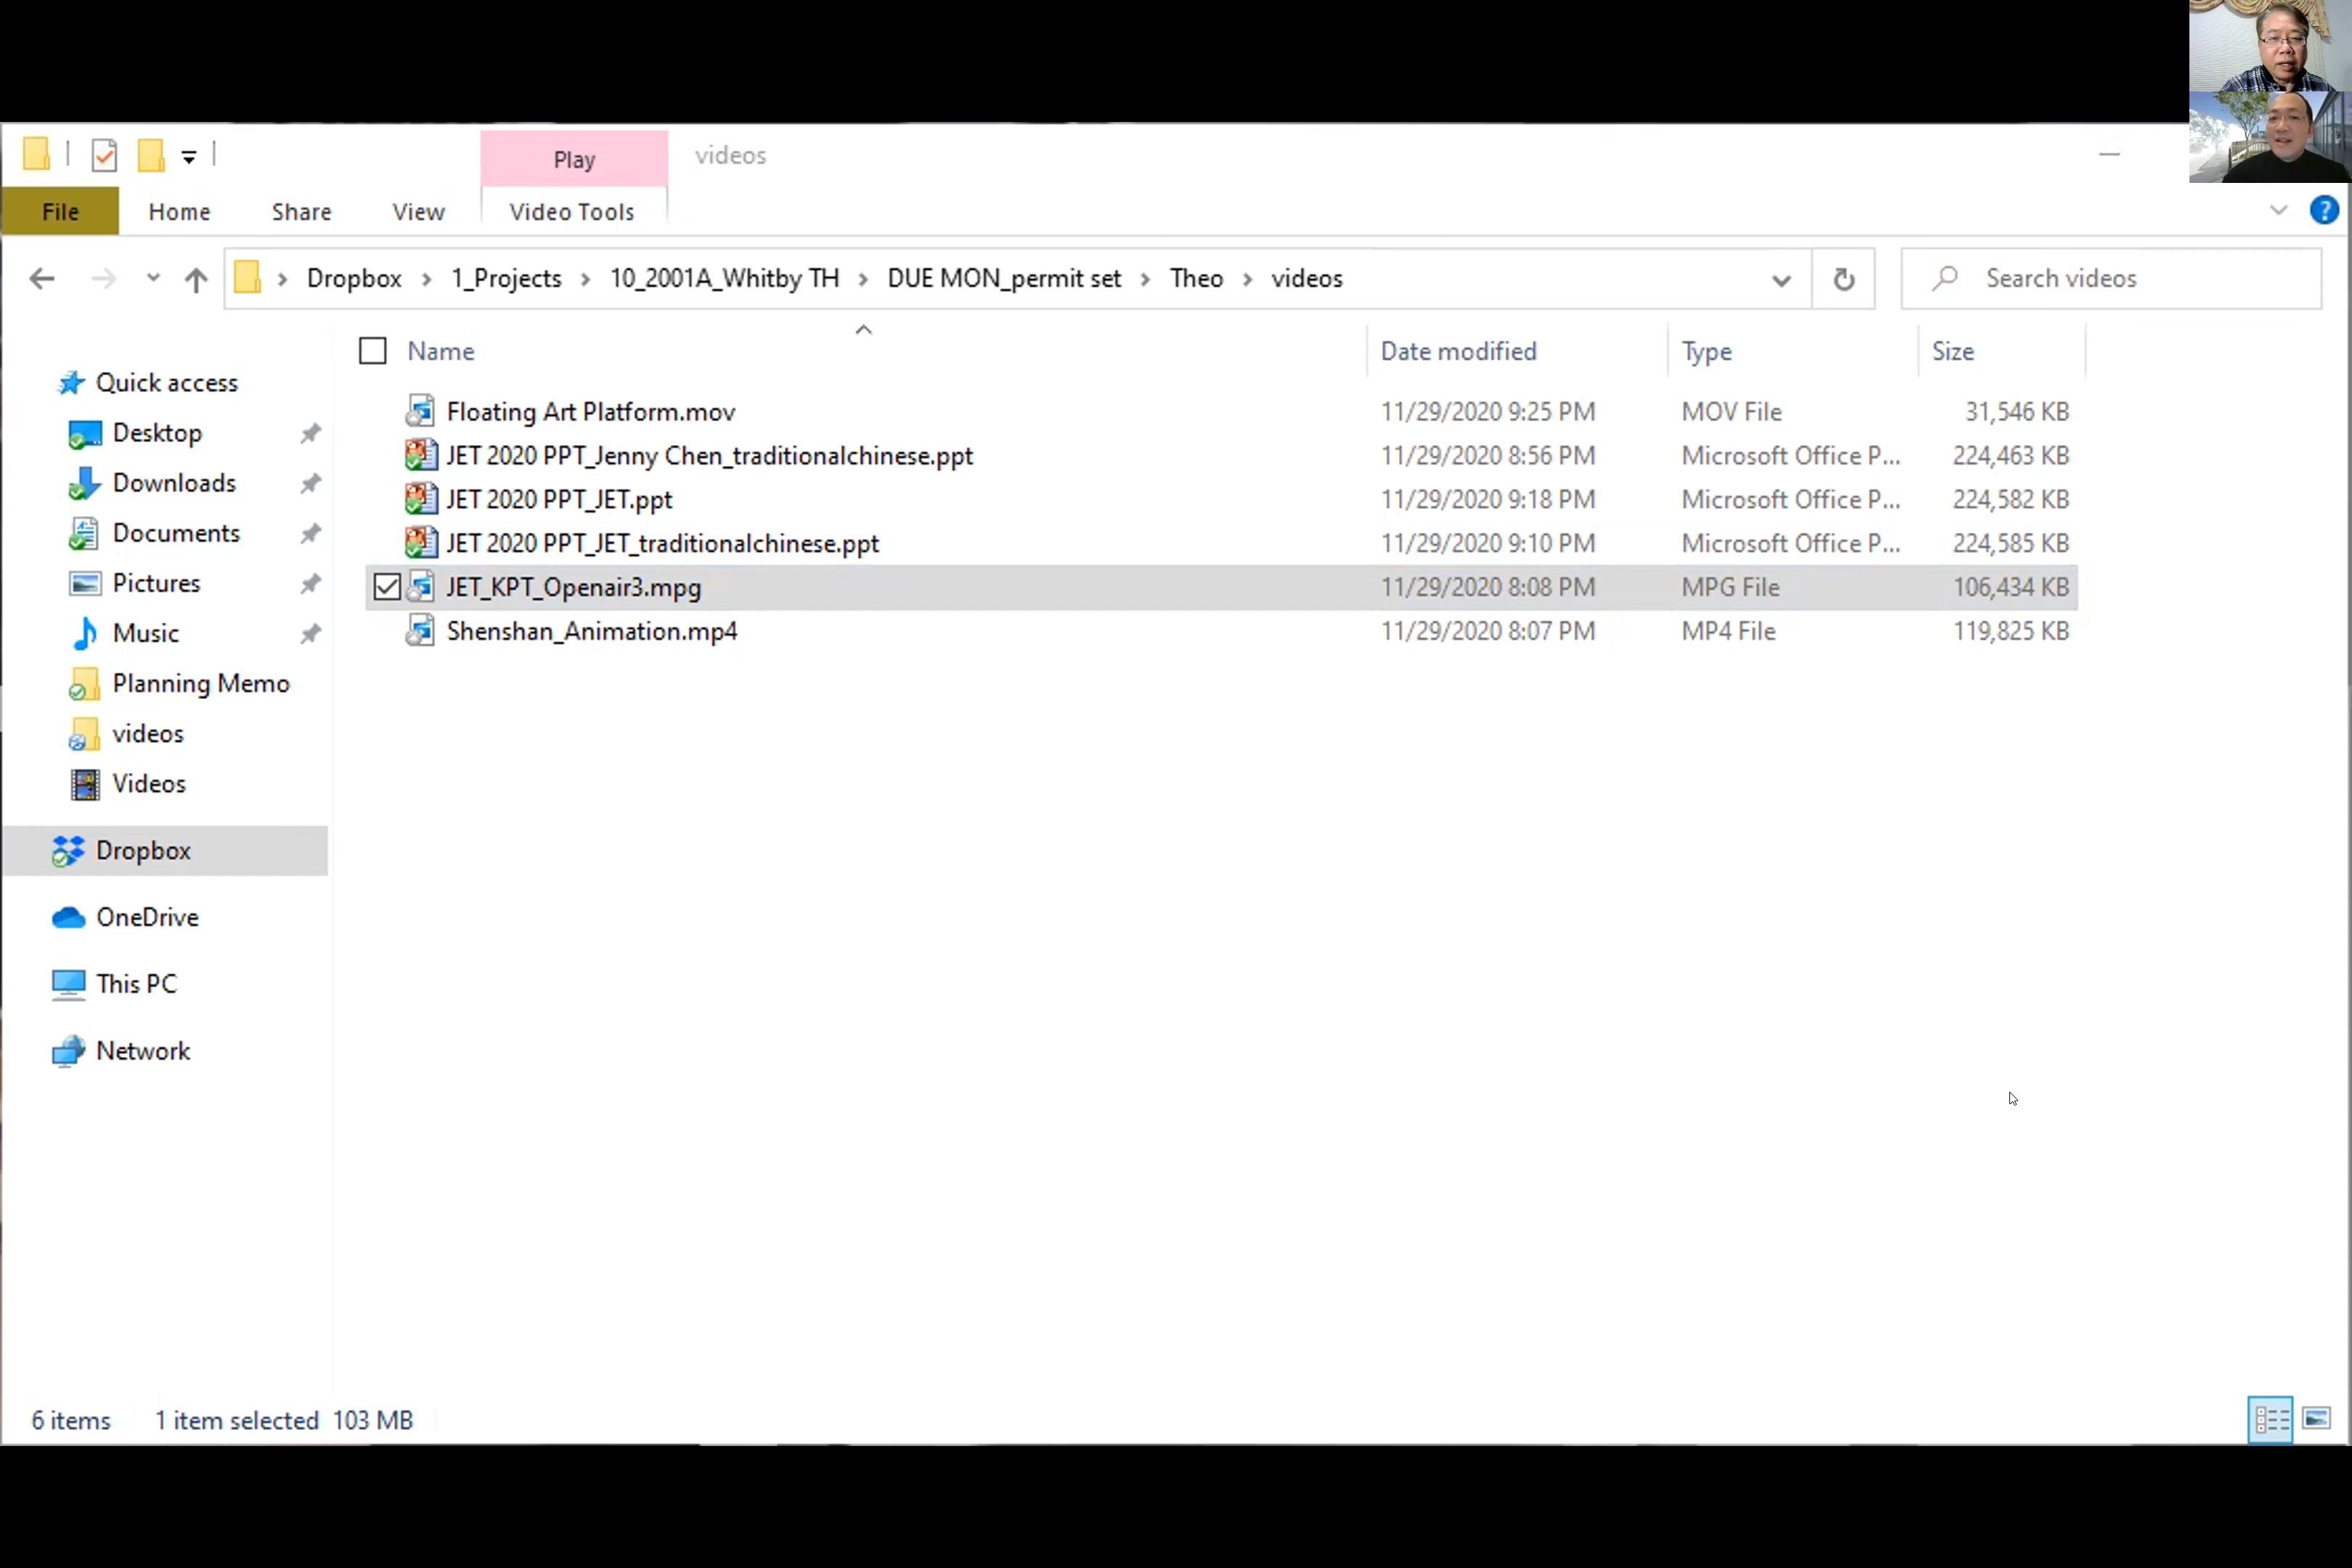 Play videos
File Home Share View Video Tools ?
Dropbox 1_Projects 10_2001A_Whitby TH DUE MON_permit set Theo videos Search videos
Name Date modified Type Size
Quick access
Desktop
Downloads
Documents
Pictures
Music
Planning Memo
videos
Videos
Dropbox
OneDrive
This PC
Network
Floating Art Platform.mov 11/29/2020 9:25 PM MOV File 31,546 KB
JET 2020 PPT_Jenny Chen_traditionalchinese.ppt 11/29/2020 8:56 PM Microsoft Office P... 224,463 KB
JET 2020 PPT_JET.ppt 11/29/2020 9:18 PM Microsoft Office P... 224,582 KB
JET 2020 PPT_JET_traditionalchinese.ppt 11/29/2020 9:10 PM Microsoft Office P... 224,585 KB
JET_KPT_Openair3.mpg 11/29/2020 8:08 PM MPG File 106,434 KB
Shenshan_Animation.mp4 11/29/2020 8:07 PM MP4 File 119,825 KB
6 items 1 item selected 103 MB